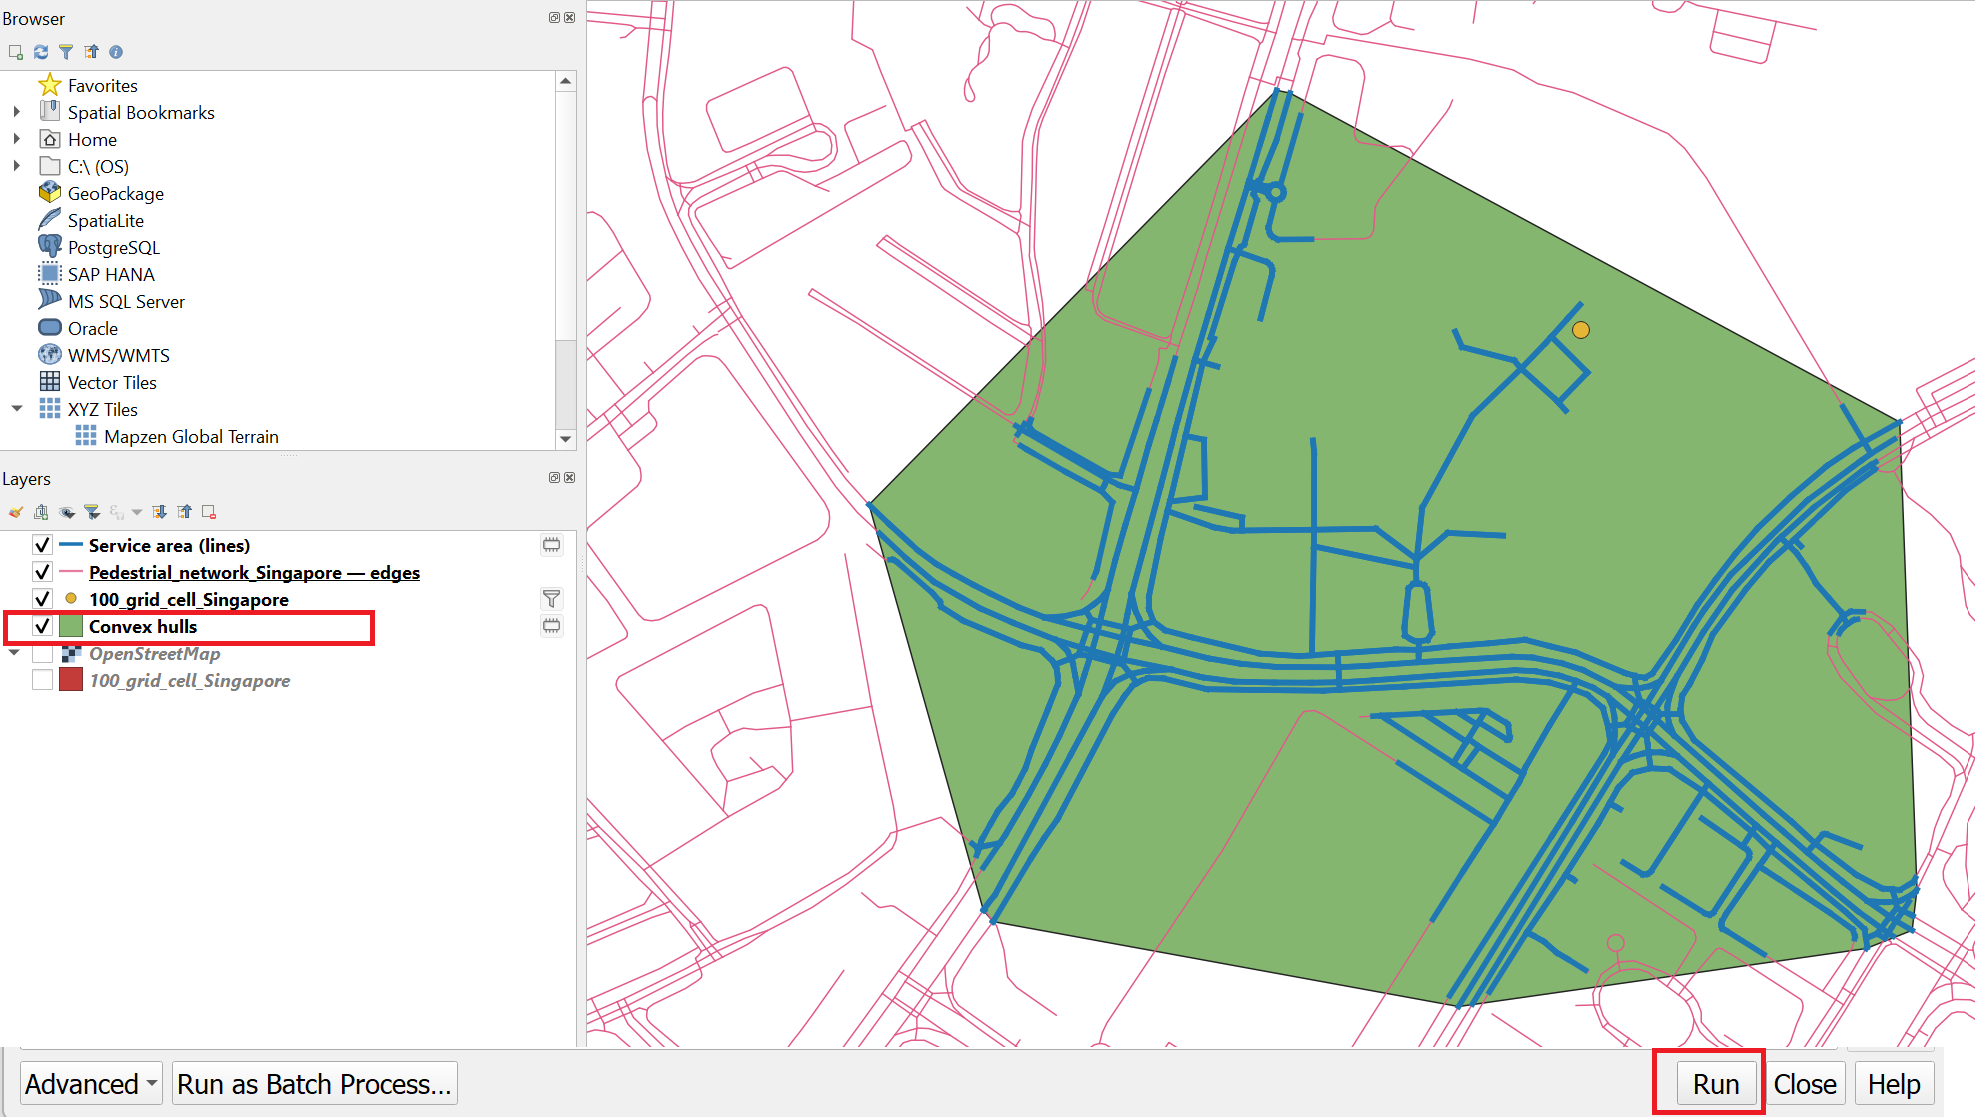 Browser
Favorites
Spatial Bookmarks
Home
C:\ (OS)
GeoPackage
SpatiaLite
PostgreSQL
SAP HANA
MS SQL Server
Oracle
WMS/WMTS
Vector Tiles
XYZ Tiles
Mapzen Global Terrain
Layers
Service area (lines)
Pedestrial_network_Singapore — edges
100_grid_cell_Singapore
Convex hulls
OpenStreetMap
100_grid_cell_Singapore
Advanced
Run as Batch Process...
Run
Close
Help